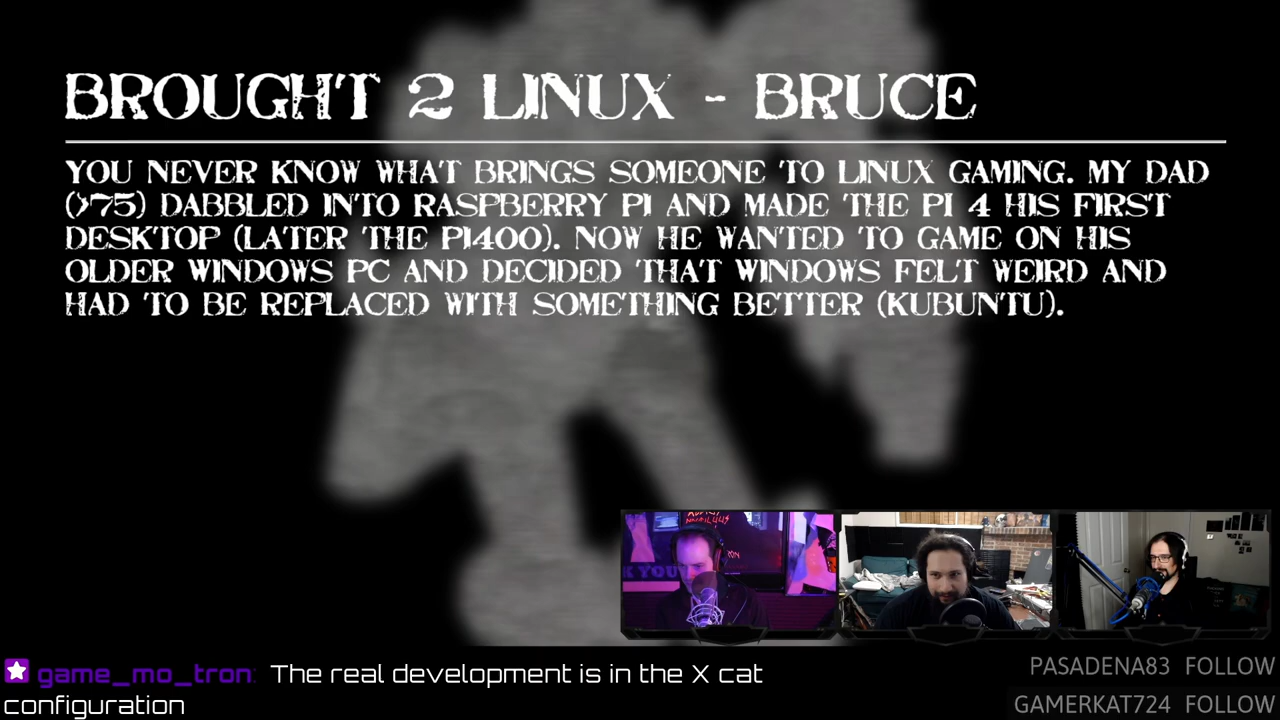 BROUGHT 2 LINUX - BRUCE
YOU NEVER KNOW WHAT BRINGS SOMEONE TO LINUX GAMING. MY DAD
(>75) DABBLED INTO RASPBERRY PI AND MADE THE PI 4 HIS FIRST
DESKTOP (LATER THE PI400). NOW HE WANTED TO GAME ON HIS
OLDER WINDOWS PC AND DECIDED THAT WINDOWS FELT WEIRD AND
HAD TO BE REPLACED WITH SOMETHING BETTER (KUBUNTU).
game_mo_tron: The real development is in the X cat
configuration
PASADENA83 FOLLOW
GAMERKAT724 FOLLOW